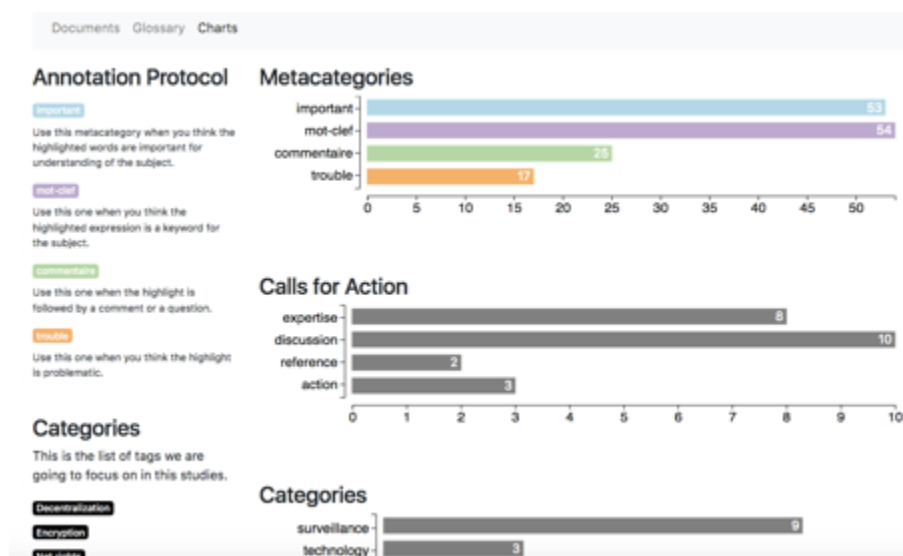 Documents Glossary Charts
Annotation Protocol
important
Use this metacategory when you think the
highlighted words are important for
understanding of the subject.
mot-clef
Use this one when you think the
highlighted expression is a keyword for
the subject.
commentaire
Use this one when the highlight is
followed by a comment or a question.
trouble
Use this one when you think the highlight
is problematic.
Categories
This is the list of tags we are
going to focus on in this studies.
Decentralization
Encryption
Net rights
Metacategories
important 53
mot-clef 54
commentaire 25
trouble 17
0 5 10 15 20 25 30 35 40 45 50
Calls for Action
expertise 8
discussion 10
reference 2
action 3
0 1 2 3 4 5 6 7 8 9 10
Categories
surveillance 9
technology 3